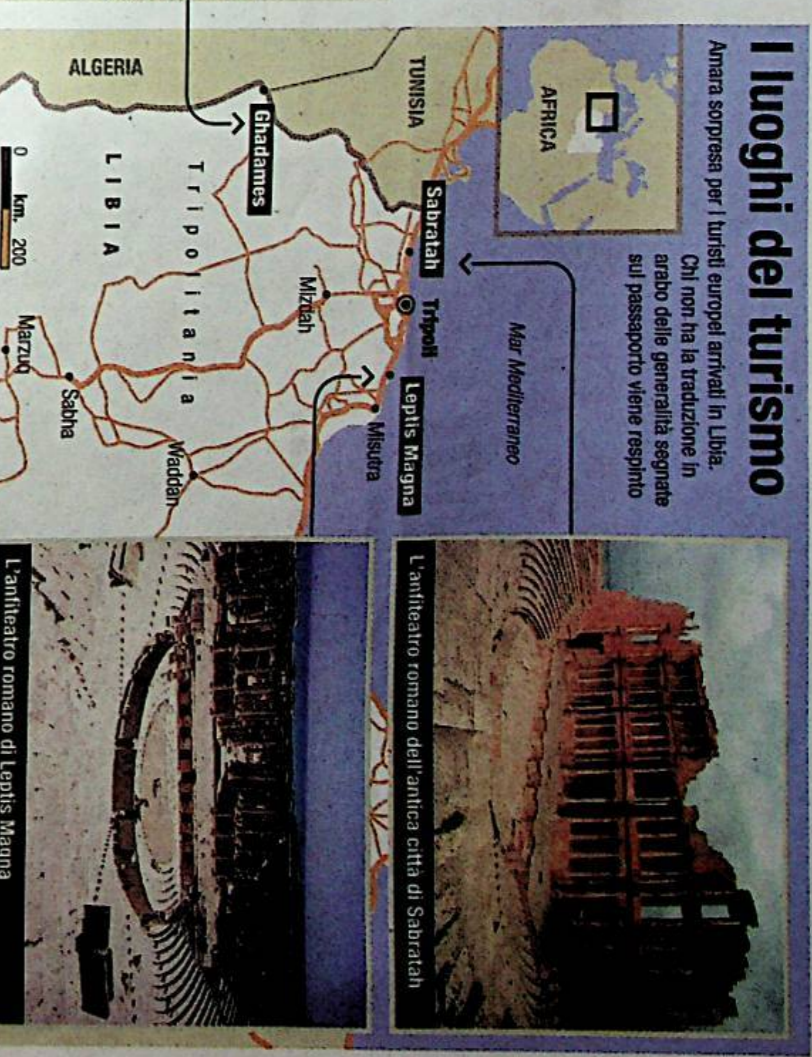 I luoghi del turismo
Amara sorpresa per i turisti europei arrivati in Libia.
Chi non ha la traduzione in
arabo delle generalità segnate
sul passaporto viene respinto
AFRICA
TUNISIA
ALGERIA
Mar Mediterraneo
Sabratah
Tripoli
Leptis Magna
Misutra
Ghadames
Mizdah
Tripolitania
Waddan
LIBIA
Sabha
Marzuq
0 km. 200
L'anfiteatro romano dell'antica città di Sabratah
L'anfiteatro romano di Leptis Magna